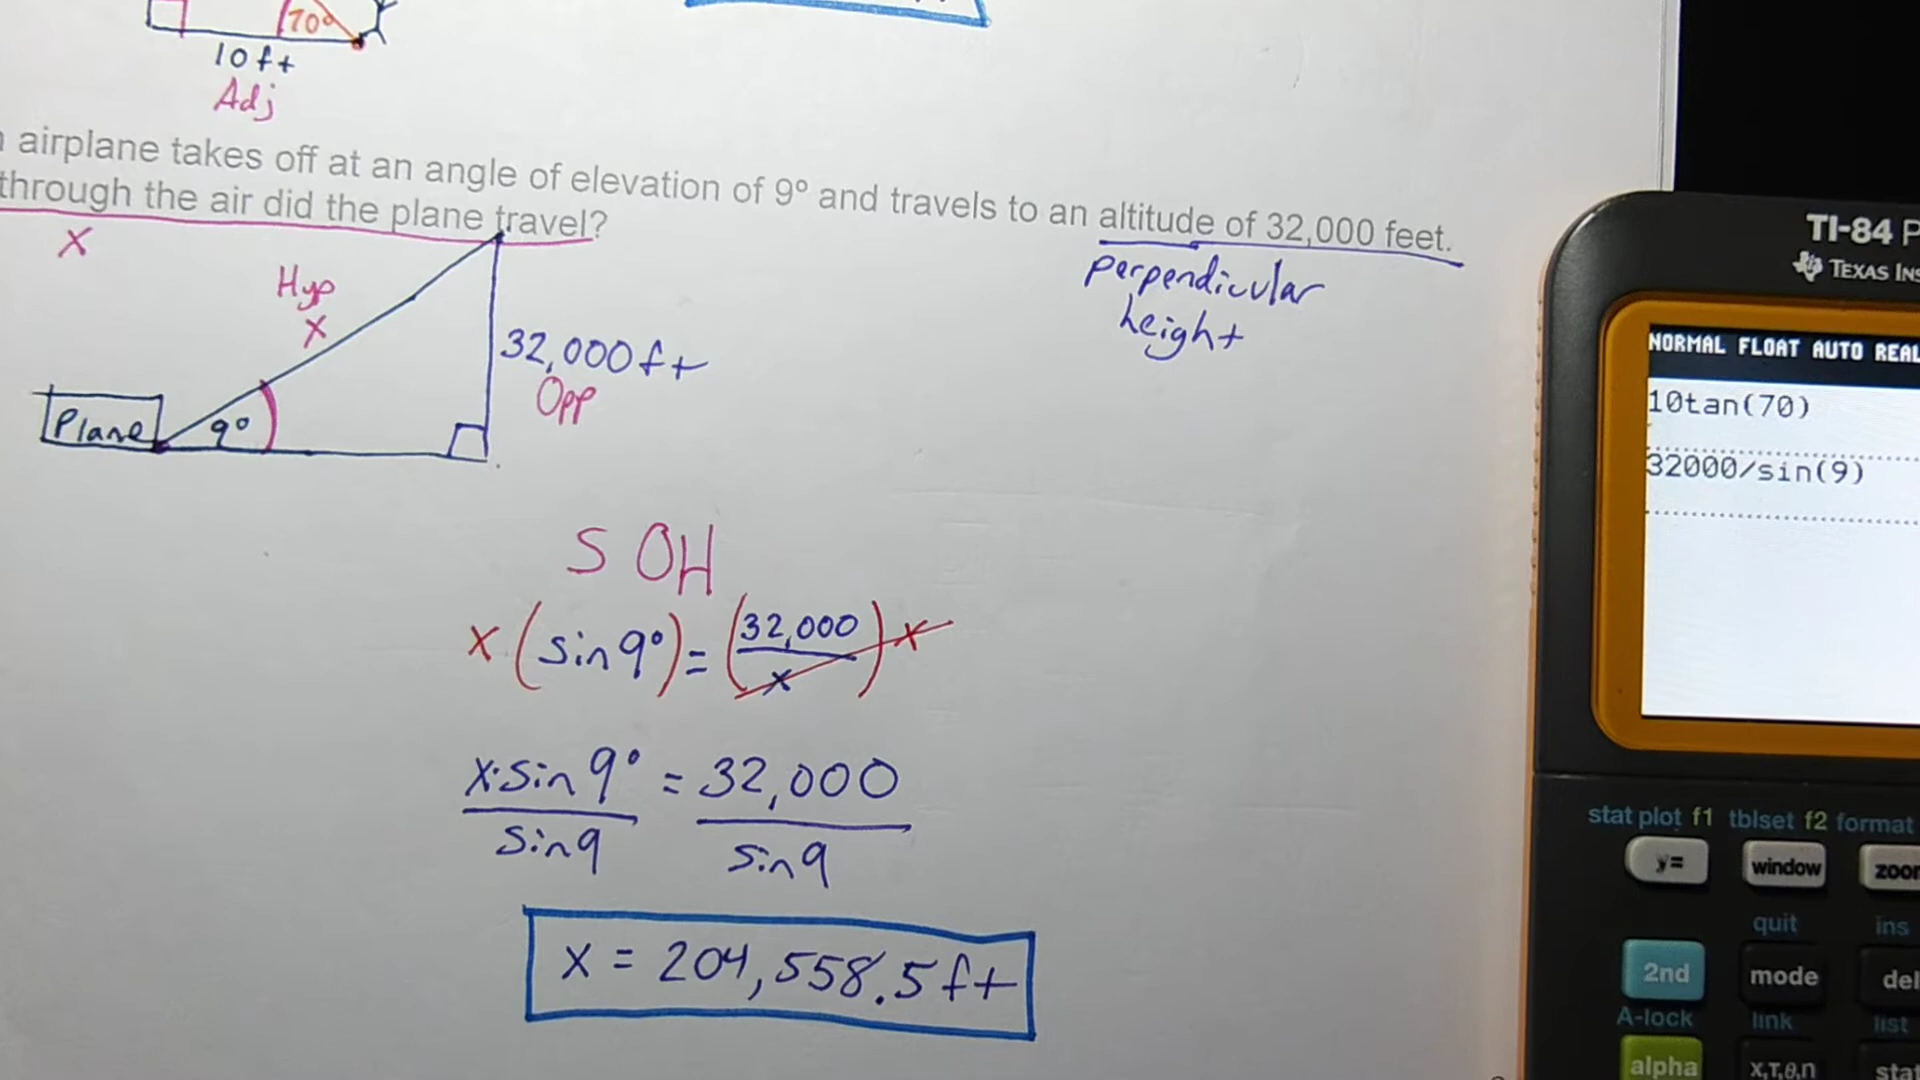 70°
10ft
Adj
airplane takes off at an angle of elevation of 9° and travels to an altitude of 32,000 feet.
through the air did the plane travel?
x
perpendicular
height
Hyp
x
32,000ft
Opp
Plane
9°
SOH
x(sin9°)=(32,000/x)x
x·sin9° = 32,000
sin9 sin9
x = 204,558.5ft
TI-84 P
TEXAS INS
NORMAL FLOAT AUTO REAL
10tan(70)
32000/sin(9)
stat plot f1 tblset f2 format
y= window zoo
quit ins
2nd mode del
A-lock link list
alpha X,T,θ,n stat